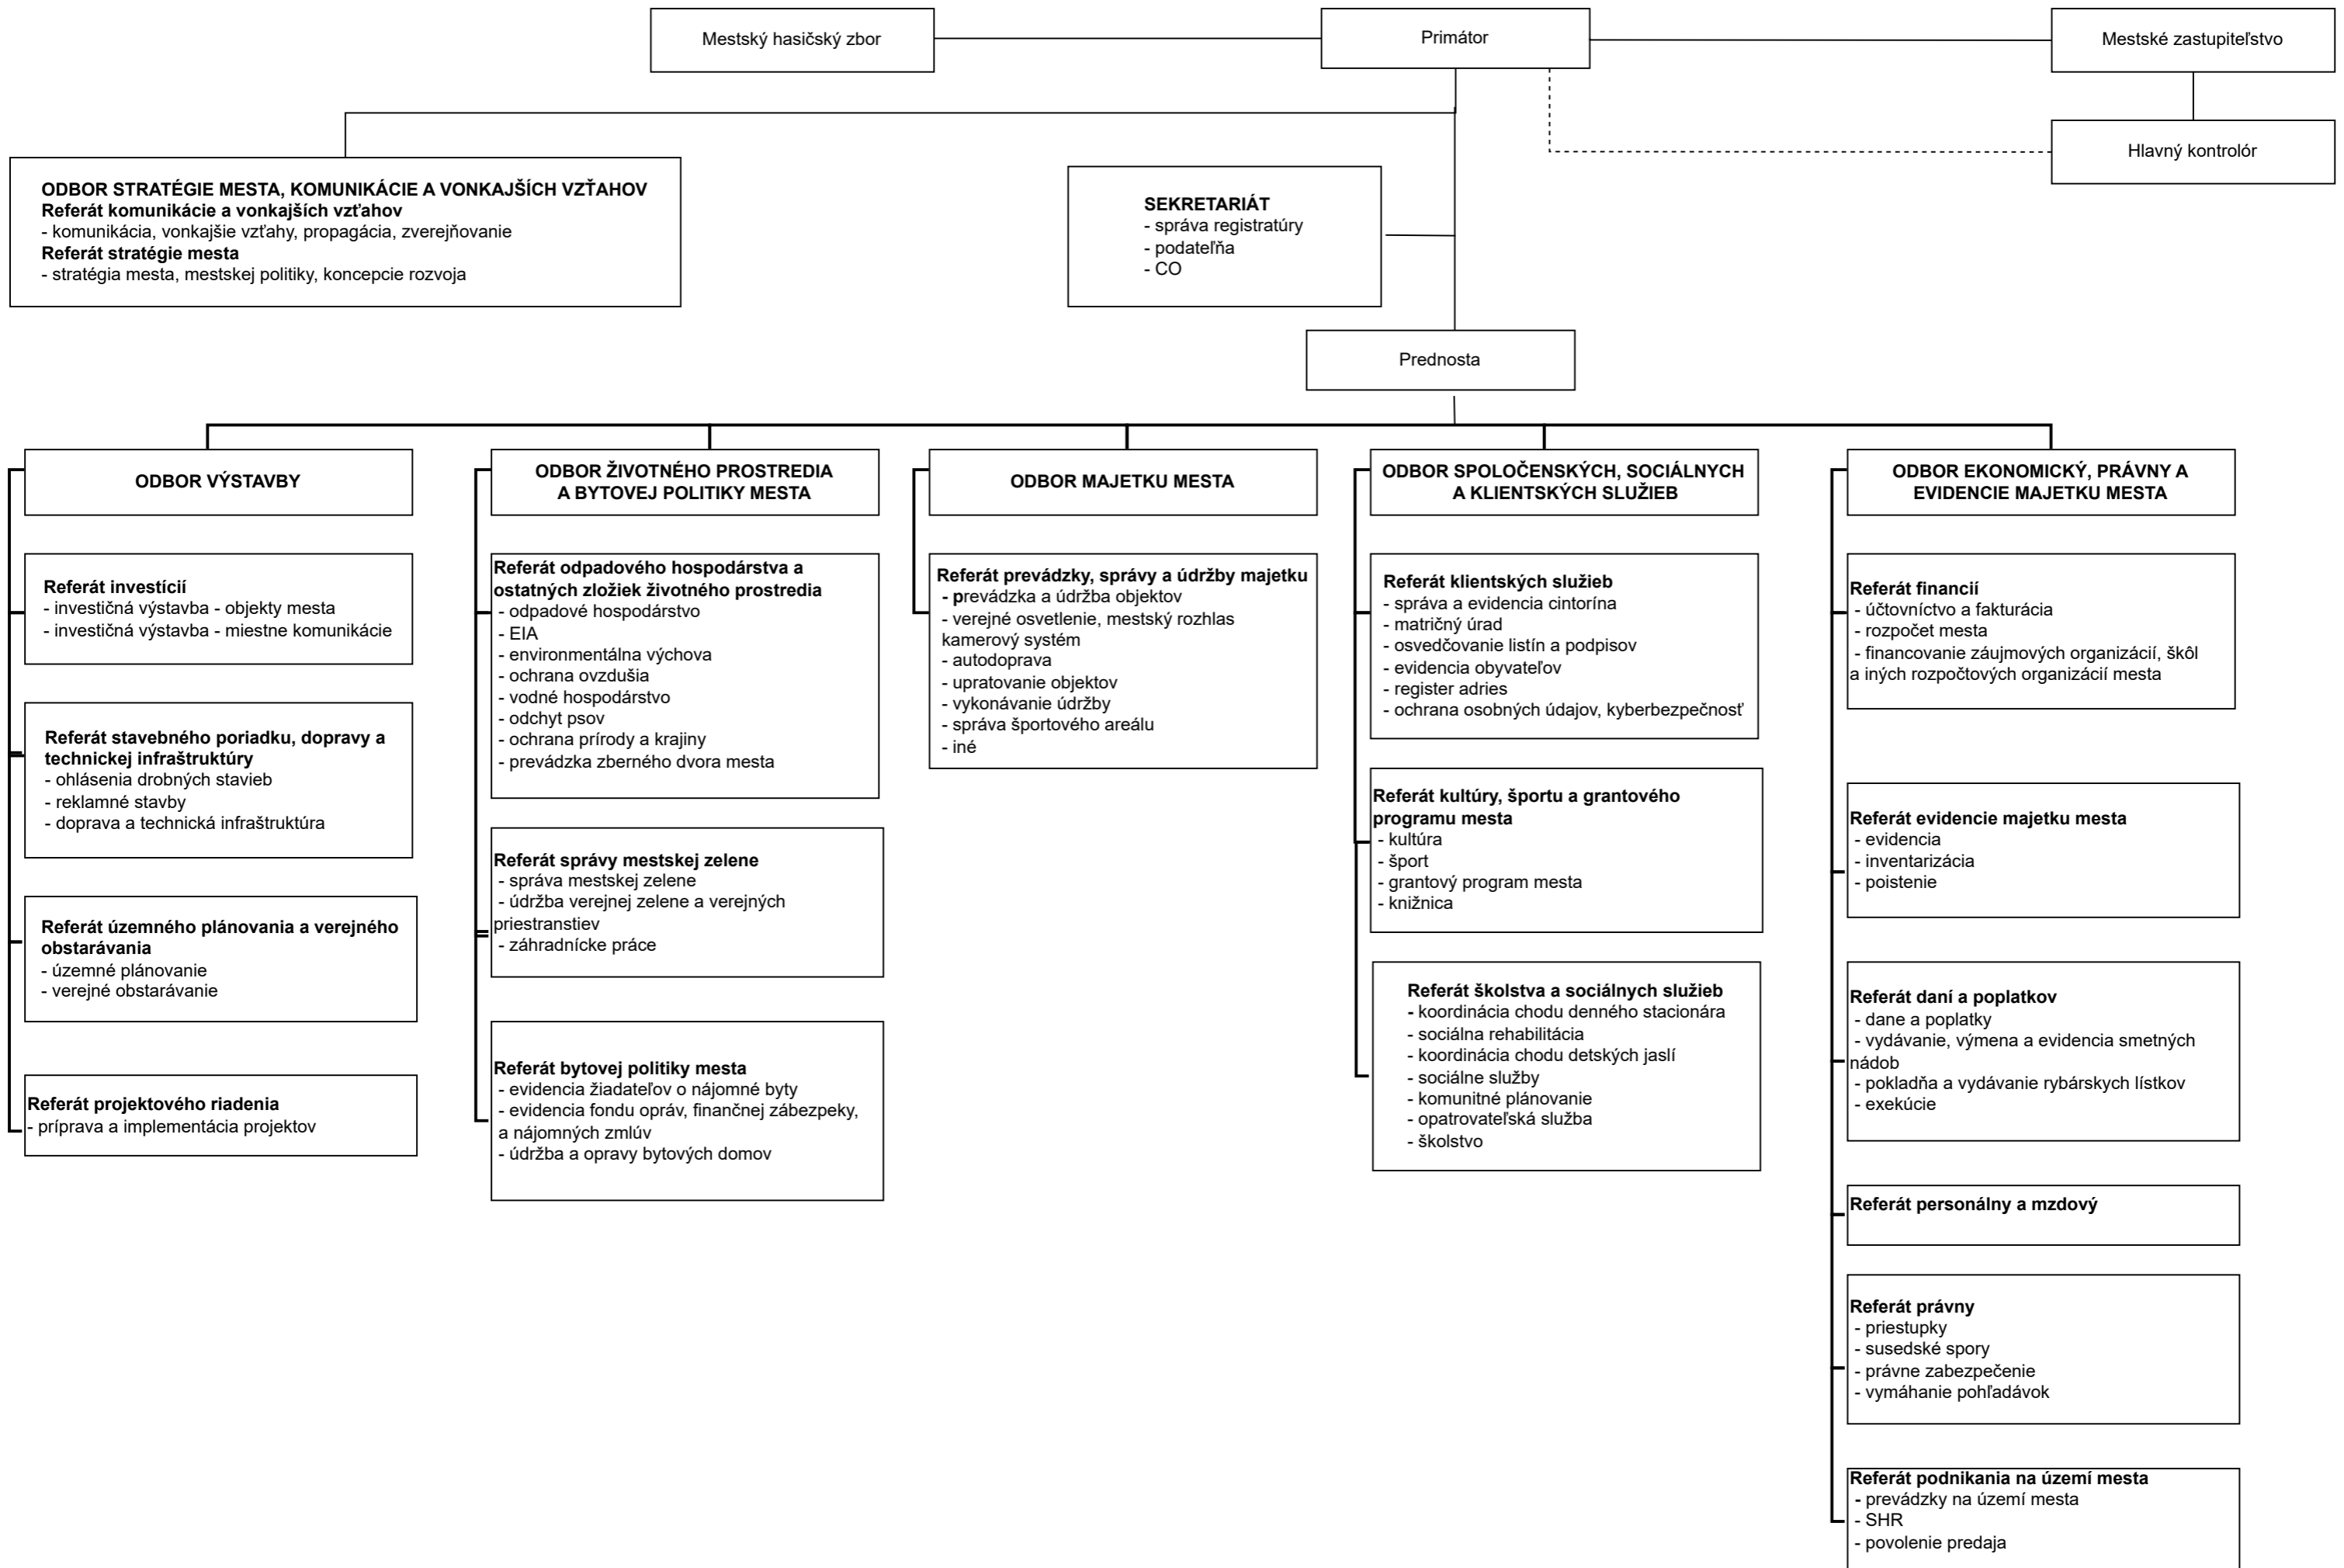 Mestský hasičský zbor
Primátor
Mestské zastupiteľstvo
Hlavný kontrolór
ODBOR STRATÉGIE MESTA, KOMUNIKÁCIE A VONKAJŠÍCH VZŤAHOV
Referát komunikácie a vonkajších vzťahov
- komunikácia, vonkajšie vzťahy, propagácia, zverejňovanie
Referát stratégie mesta
- stratégia mesta, mestskej politiky, koncepcie rozvoja
SEKRETARIÁT
- správa registratúry
- podateľňa
- CO
Prednosta
ODBOR VÝSTAVBY
Referát investícií
- investičná výstavba - objekty mesta
- investičná výstavba - miestne komunikácie
Referát stavebného poriadku, dopravy a
technickej infraštruktúry
- ohlásenia drobných stavieb
- reklamné stavby
- doprava a technická infraštruktúra
Referát územného plánovania a verejného
obstarávania
- územné plánovanie
- verejné obstarávanie
Referát projektového riadenia
- príprava a implementácia projektov
ODBOR ŽIVOTNÉHO PROSTREDIA
A BYTOVEJ POLITIKY MESTA
Referát odpadového hospodárstva a
ostatných zložiek životného prostredia
- odpadové hospodárstvo
- EIA
- environmentálna výchova
- ochrana ovzdušia
- vodné hospodárstvo
- odchyt psov
- ochrana prírody a krajiny
- prevádzka zberného dvora mesta
Referát správy mestskej zelene
- správa mestskej zelene
- údržba verejnej zelene a verejných
priestranstiev
- záhradnícke práce
Referát bytovej politiky mesta
- evidencia žiadateľov o nájomné byty
- evidencia fondu opráv, finančnej zábezpeky,
a nájomných zmlúv
- údržba a opravy bytových domov
ODBOR MAJETKU MESTA
Referát prevádzky, správy a údržby majetku
- prevádzka a údržba objektov
- verejné osvetlenie, mestský rozhlas
kamerový systém
- autodoprava
- upratovanie objektov
- vykonávanie údržby
- správa športového areálu
- iné
ODBOR SPOLOČENSKÝCH, SOCIÁLNYCH
A KLIENTSKÝCH SLUŽIEB
Referát klientských služieb
- správa a evidencia cintorína
- matričný úrad
- osvedčovanie listín a podpisov
- evidencia obyvateľov
- register adries
- ochrana osobných údajov, kyberbezpečnosť
Referát kultúry, športu a grantového
programu mesta
- kultúra
- šport
- grantový program mesta
- knižnica
Referát školstva a sociálnych služieb
- koordinácia chodu denného stacionára
- sociálna rehabilitácia
- koordinácia chodu detských jaslí
- sociálne služby
- komunitné plánovanie
- opatrovateľská služba
- školstvo
ODBOR EKONOMICKÝ, PRÁVNY A
EVIDENCIE MAJETKU MESTA
Referát financií
- účtovníctvo a fakturácia
- rozpočet mesta
- financovanie záujmových organizácií, škôl
a iných rozpočtových organizácií mesta
Referát evidencie majetku mesta
- evidencia
- inventarizácia
- poistenie
Referát daní a poplatkov
- dane a poplatky
- vydávanie, výmena a evidencia smetných
nádob
- pokladňa a vydávanie rybárskych lístkov
- exekúcie
Referát personálny a mzdový
Referát právny
- priestupky
- susedské spory
- právne zabezpečenie
- vymáhanie pohľadávok
Referát podnikania na území mesta
- prevádzky na území mesta
- SHR
- povolenie predaja